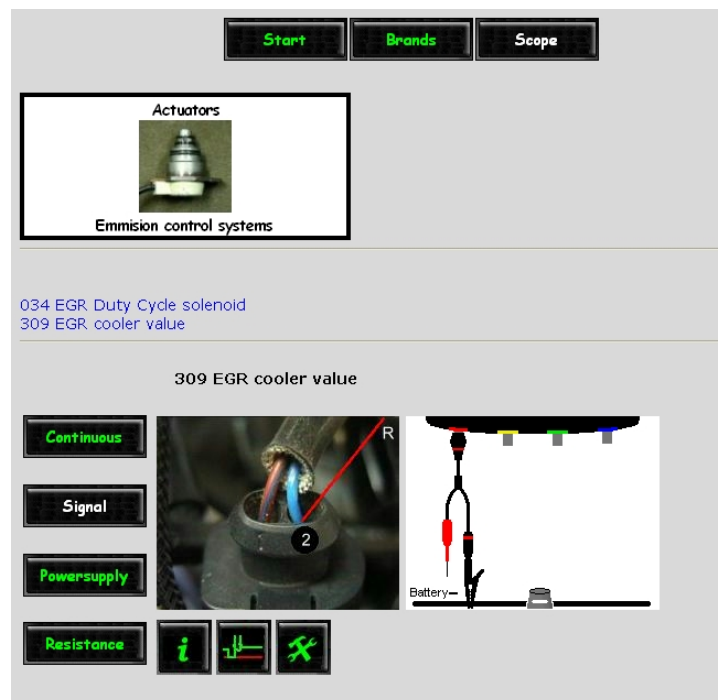 Start Brands Scope
Actuators
Emmision control systems
034 EGR Duty Cycle solenoid
309 EGR cooler value
309 EGR cooler value
Continuous
R
Signal
2
Powersupply
Battery
Resistance
i